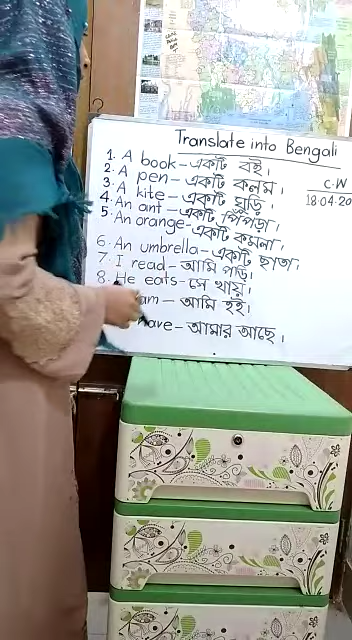 Translate into Bengali
C.W
18.04.20
1. A book – একটি বই।
2. A pen – একটি কলম।
3. A kite – একটি ঘুড়ি।
4. An ant – একটি পিঁপড়া।
5. An orange – একটি কমলা।
6. An umbrella – একটি ছাতা।
7. I read – আমি পড়ি।
8. He eats – সে খায়।
am – আমি হই।
have – আমার আছে।